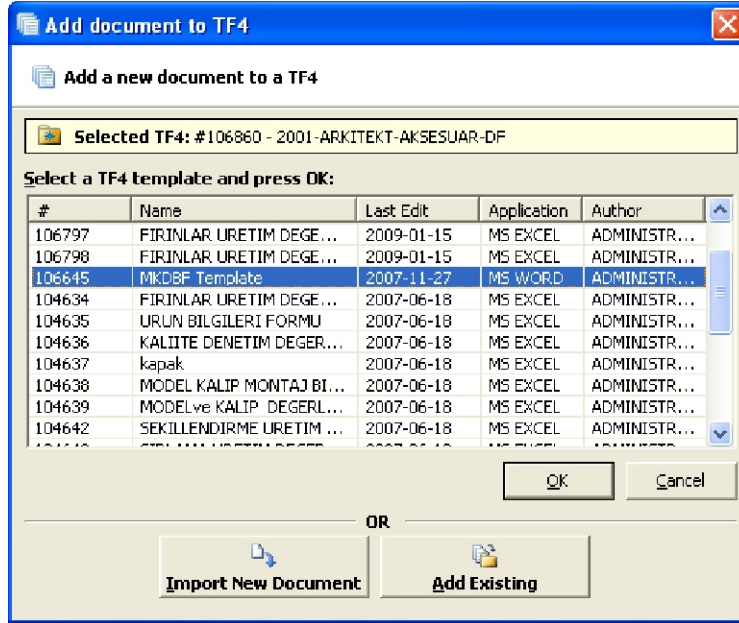 Add document to TF4
Add a new document to a TF4
Selected TF4: #106860 - 2001-ARKITEKT-AKSESUAR-DF
Select a TF4 template and press OK:
# Name Last Edit Application Author
106797 FIRINLAR URETIM DEGE... 2009-01-15 MS EXCEL ADMINISTR...
106798 FIRINLAR URETIM DEGE... 2009-01-15 MS EXCEL ADMINISTR...
106645 MKDBF Template 2007-11-27 MS WORD ADMINISTR...
104634 FIRINLAR URETIM DEGE... 2007-06-18 MS EXCEL ADMINISTR...
104635 URUN BILGILERI FORMU 2007-06-18 MS EXCEL ADMINISTR...
104636 KALIITE DENETIM DEGER... 2007-06-18 MS EXCEL ADMINISTR...
104637 kapak 2007-06-18 MS EXCEL ADMINISTR...
104638 MODEL KALIP MONTAJ BI... 2007-06-18 MS EXCEL ADMINISTR...
104639 MODELve KALIP DEGERL... 2007-06-18 MS EXCEL ADMINISTR...
104642 SEKILLENDIRME URETIM ... 2007-06-18 MS EXCEL ADMINISTR...
OK Cancel
OR
Import New Document Add Existing